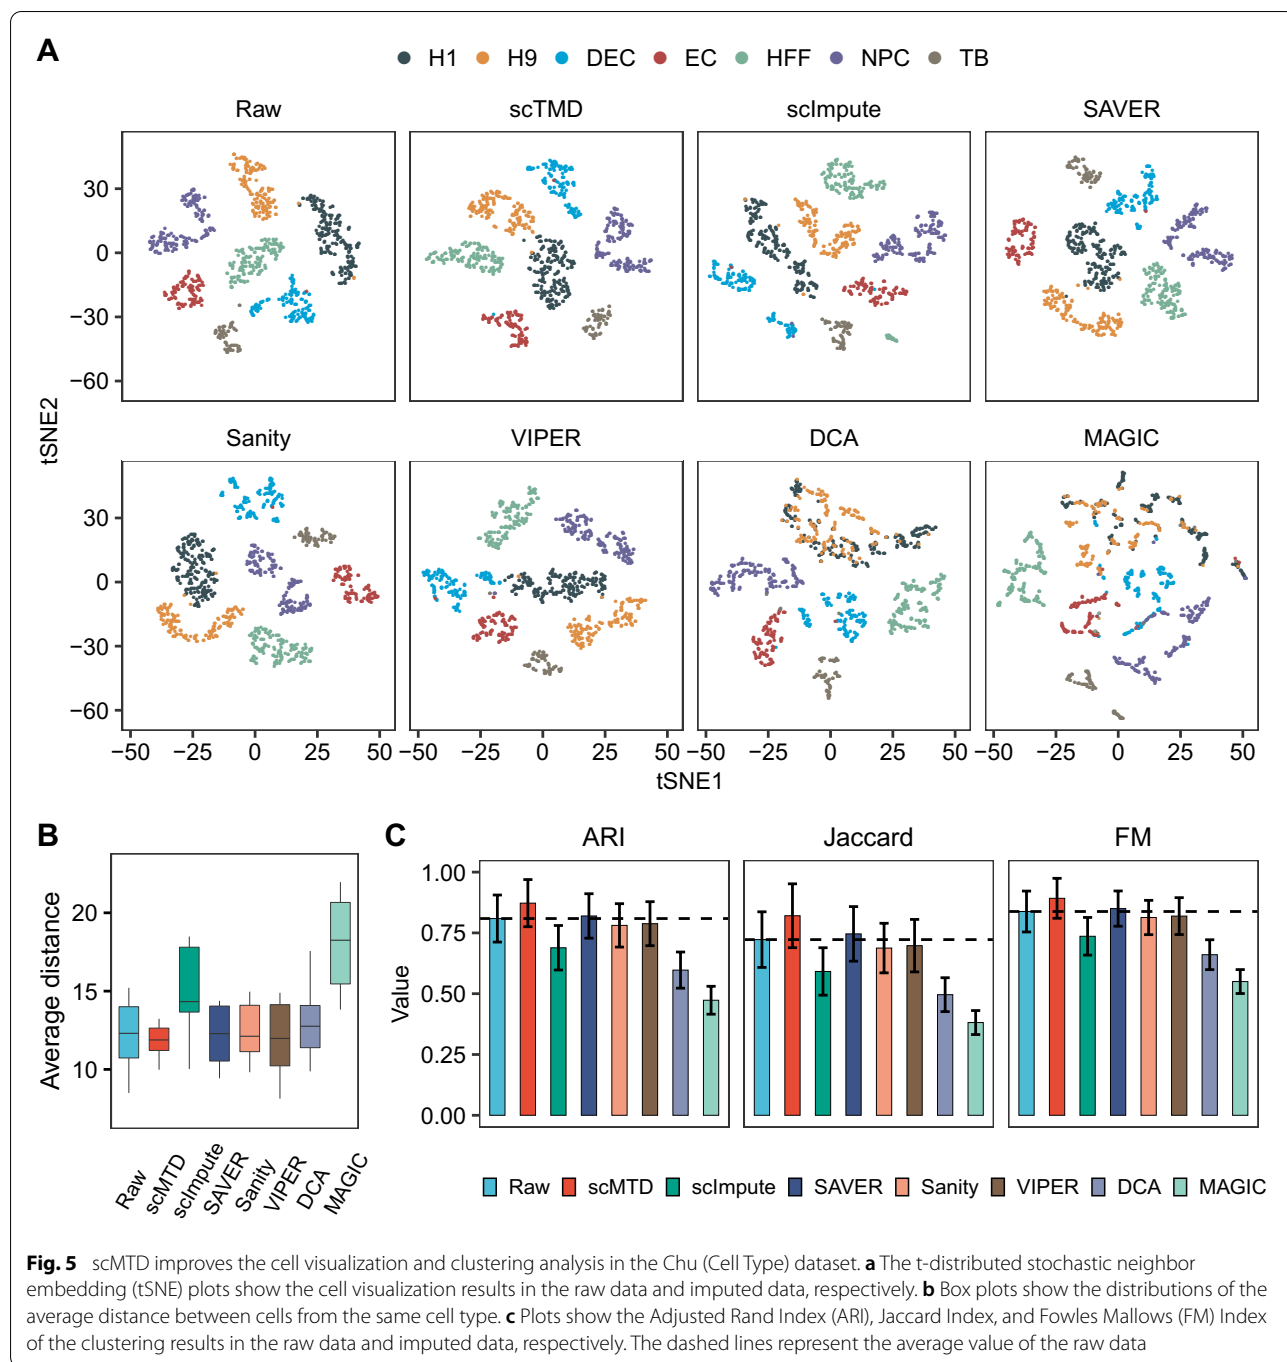 A
H1 H9 DEC EC HFF NPC TB
Raw scTMD scImpute SAVER
30
0
−30
−60
tSNE2
Sanity VIPER DCA MAGIC
30
0
−30
−60
−50 −25 0 25 50 −50 −25 0 25 50 −50 −25 0 25 50 −50 −25 0 25 50
tSNE1
B
Average distance
20
15
10
Raw scMTD scImpute SAVER Sanity VIPER DCA MAGIC
C
ARI Jaccard FM
Value
1.00
0.75
0.50
0.25
0.00
Raw scMTD scImpute SAVER Sanity VIPER DCA MAGIC
Fig. 5 scMTD improves the cell visualization and clustering analysis in the Chu (Cell Type) dataset. a The t-distributed stochastic neighbor
embedding (tSNE) plots show the cell visualization results in the raw data and imputed data, respectively. b Box plots show the distributions of the
average distance between cells from the same cell type. c Plots show the Adjusted Rand Index (ARI), Jaccard Index, and Fowles Mallows (FM) Index
of the clustering results in the raw data and imputed data, respectively. The dashed lines represent the average value of the raw data